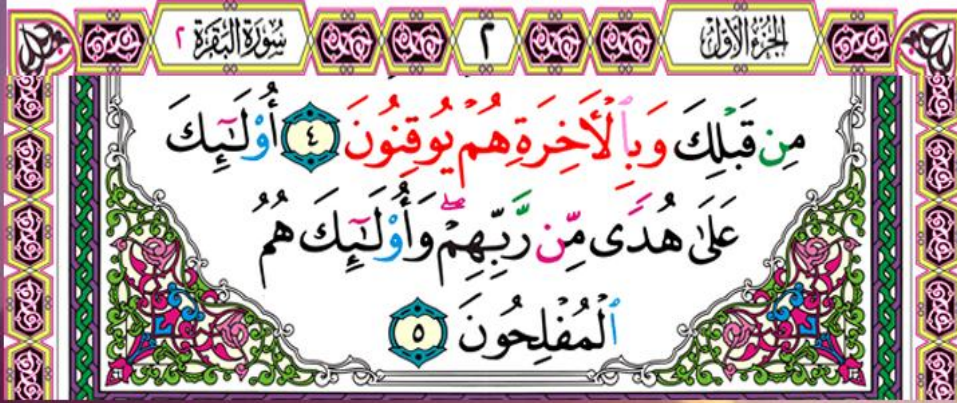 الجزء الأول ٢ سورة البقرة ٢
مِن قَبْلِكَ وَبِٱلْأَخِرَةِ هُمْ يُوقِنُونَ ٤ أُوْلَٰٓئِكَ
عَلَىٰ هُدًى مِّن رَّبِّهِمْ ۖ وَأُوْلَٰٓئِكَ هُمُ
ٱلْمُفْلِحُونَ ٥